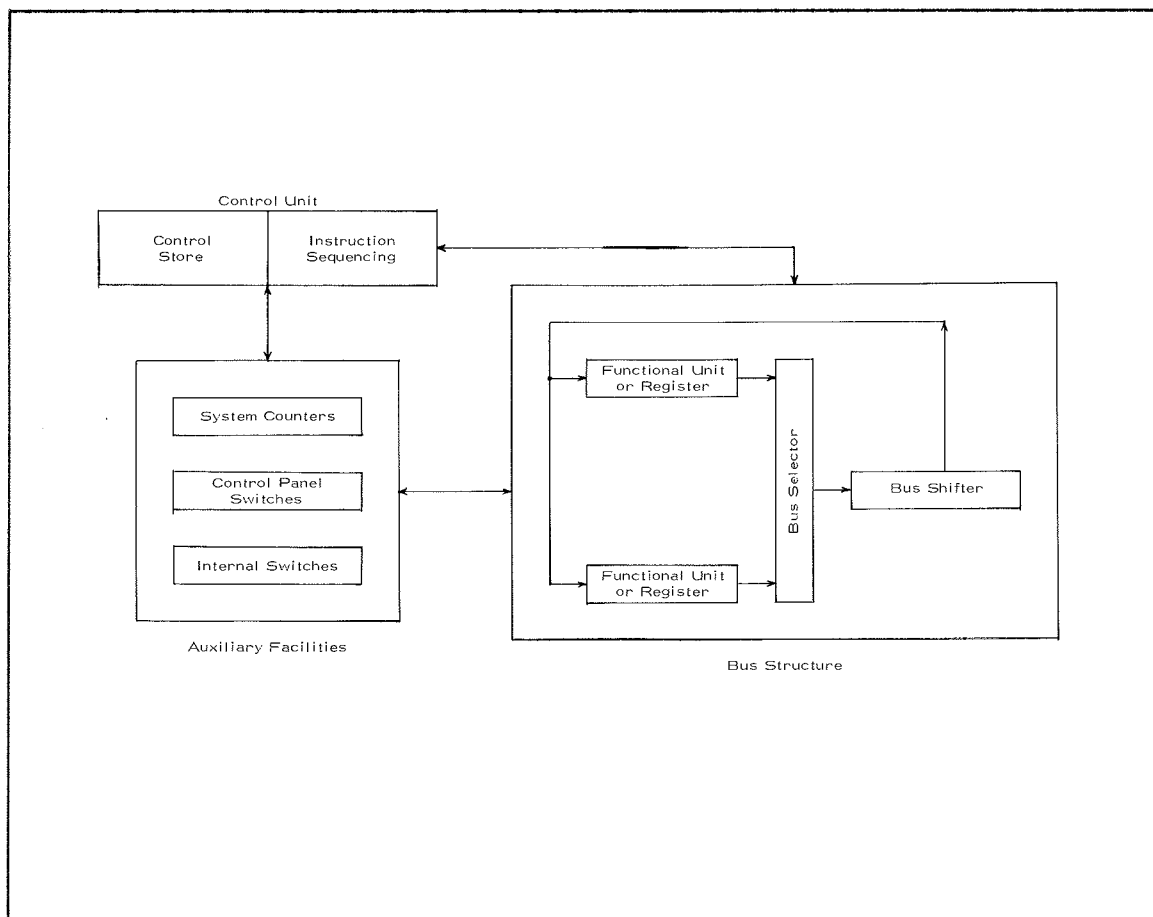 Control Unit
Control
Store
Instruction
Sequencing
System Counters
Control Panel
Switches
Internal Switches
Auxiliary Facilities
Functional Unit
or Register
Functional Unit
or Register
Bus Selector
Bus Shifter
Bus Structure